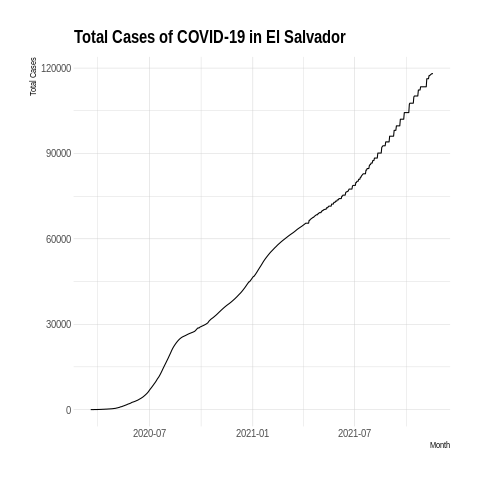 Total Cases of COVID-19 in El Salvador
Total Cases
120000
90000
60000
30000
0
2020-07 2021-01 2021-07
Month